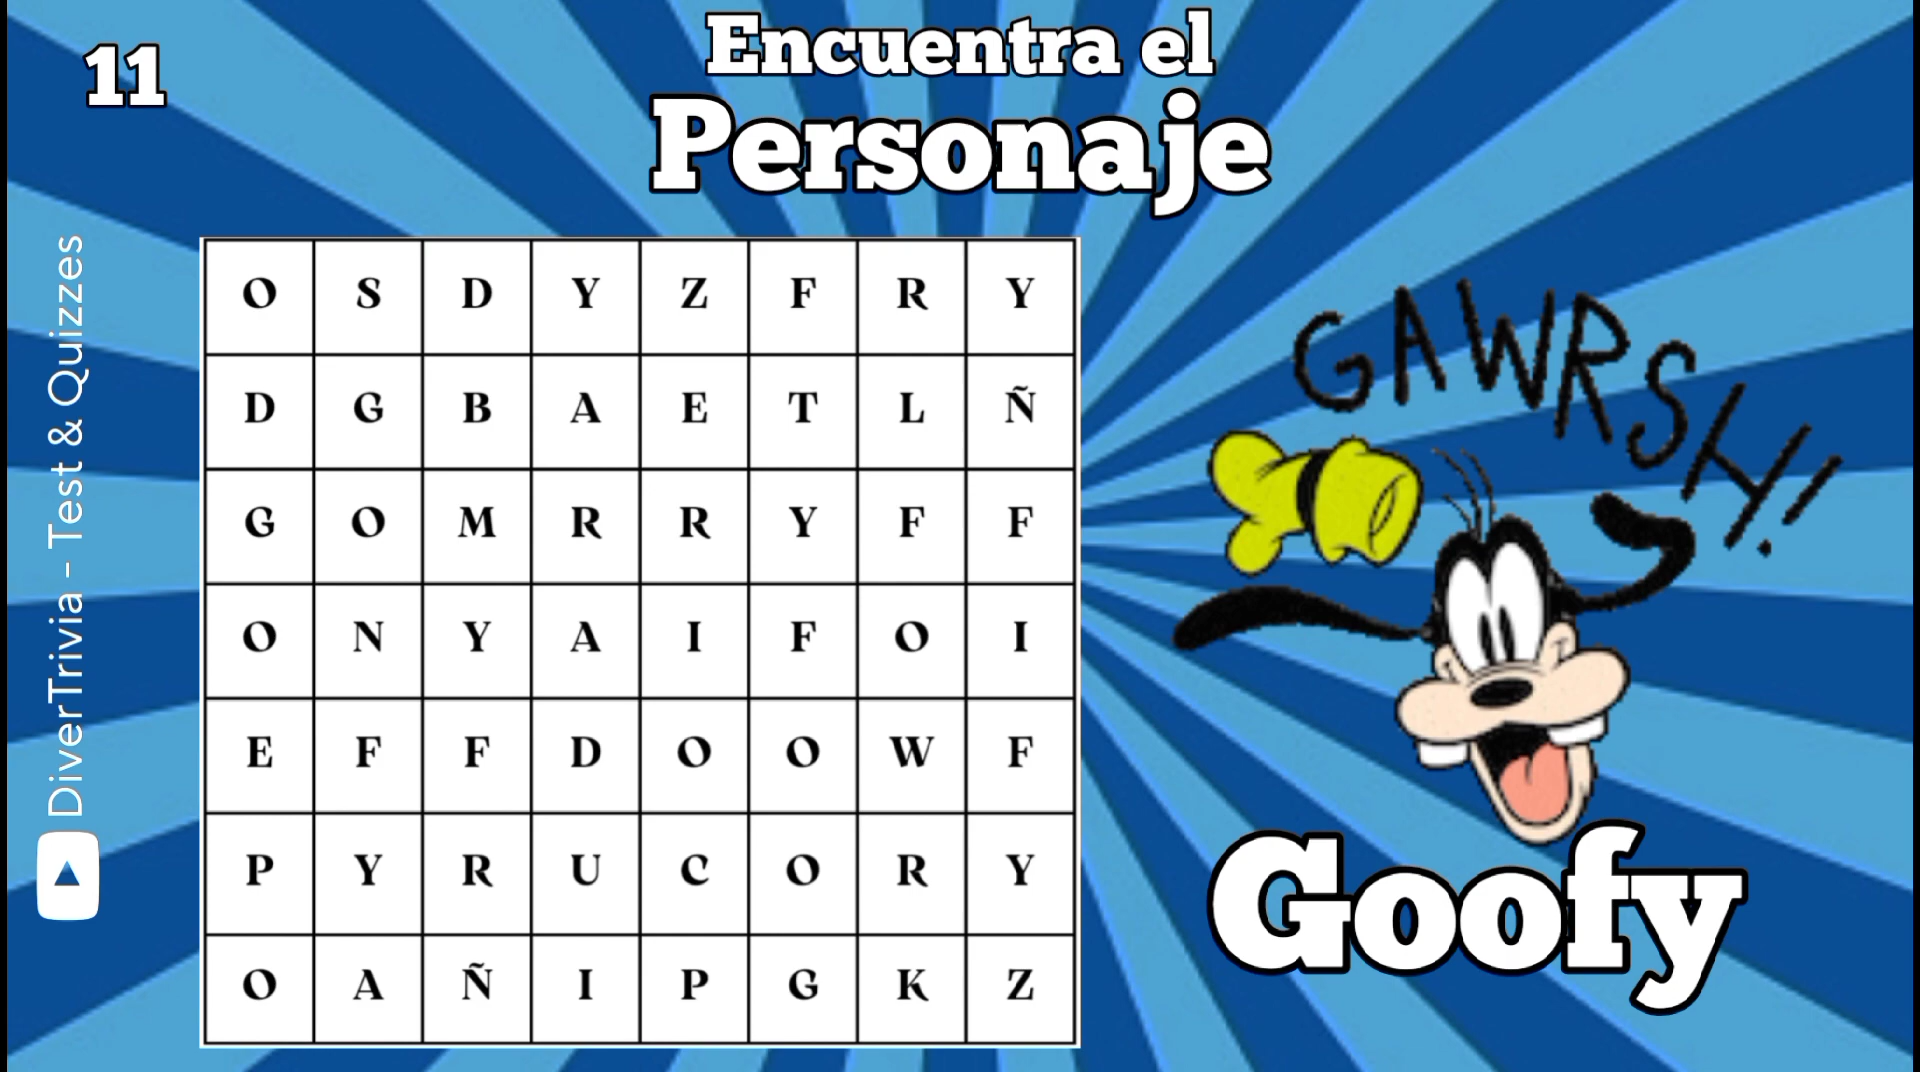 11
Encuentra el
Personaje
O S D Y Z F R Y
D G B A E T L Ñ
G O M R R Y F F
O N Y A I F O I
E F F D O O W F
P Y R U C O R Y
O A Ñ I P G K Z
GAWRSH!
Goofy
DiverTrivia - Test & Quizzes